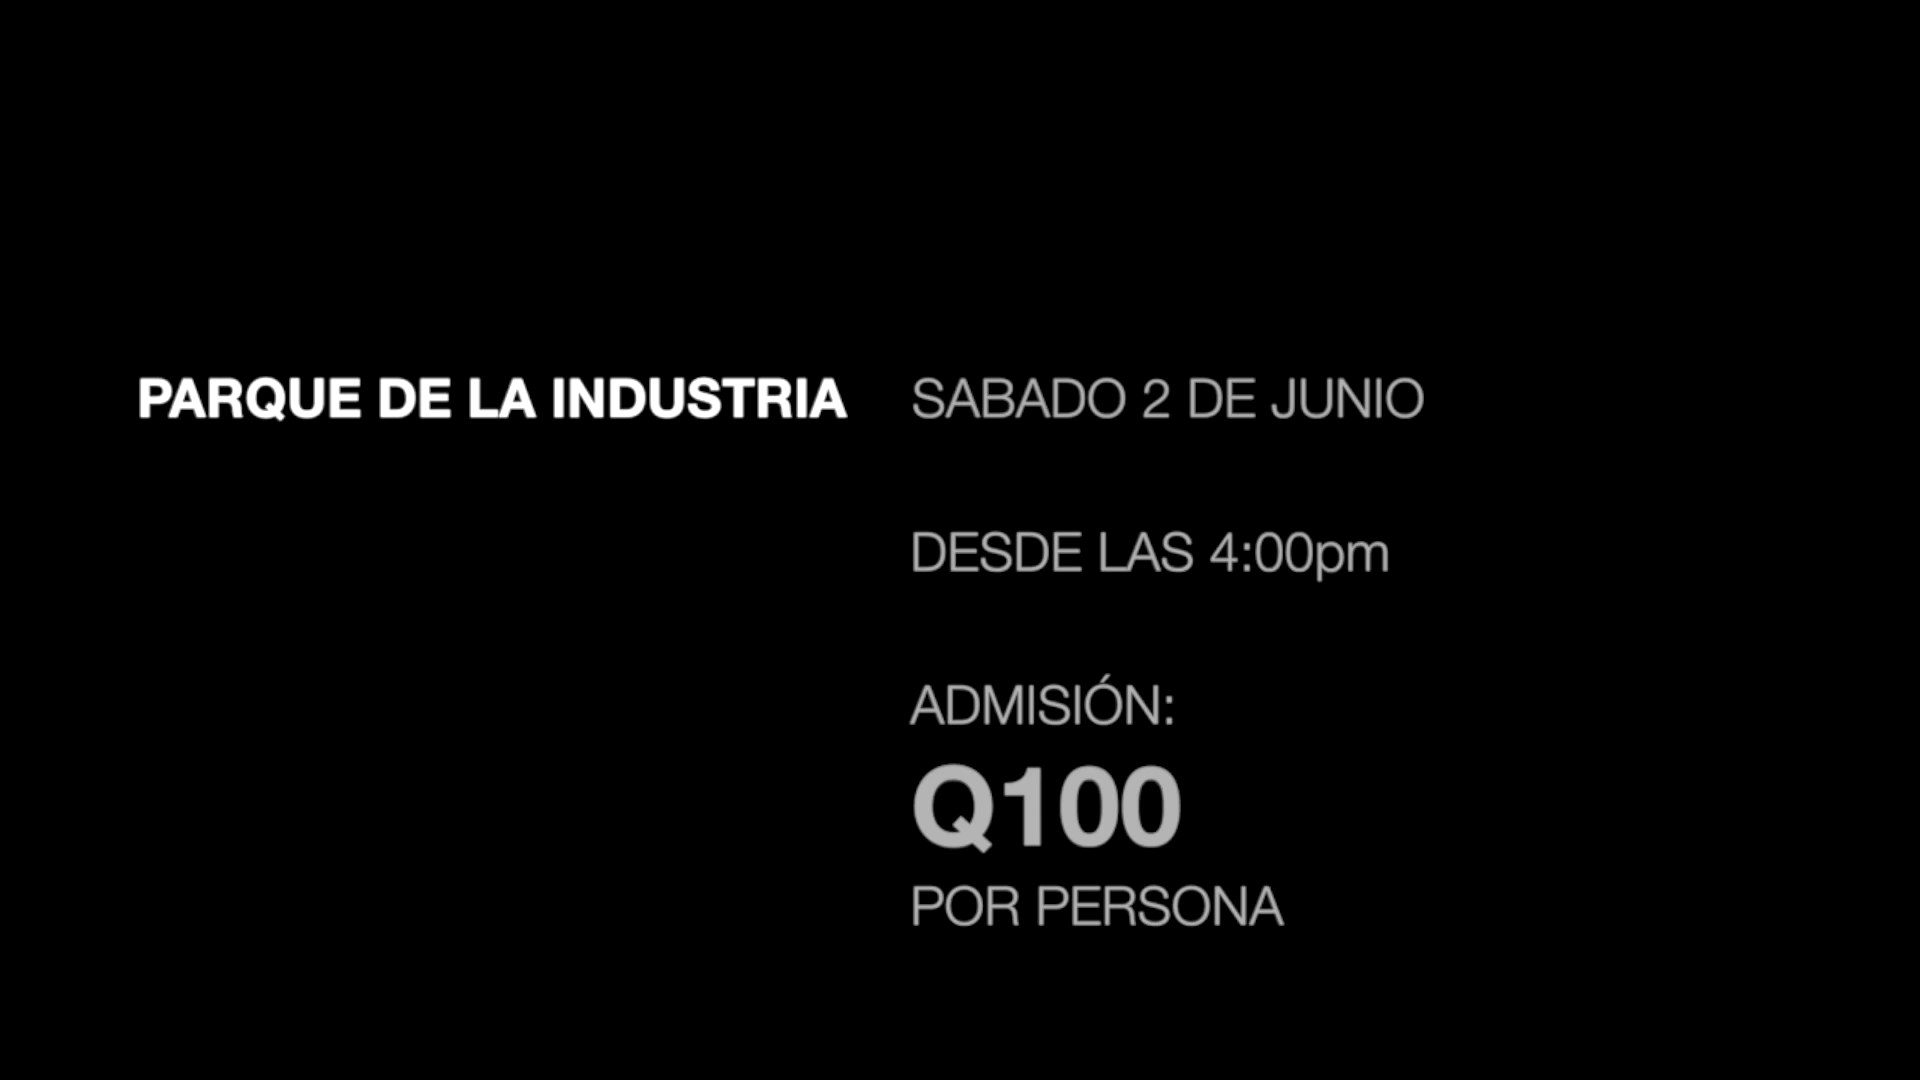 PARQUE DE LA INDUSTRIA
SABADO 2 DE JUNIO
DESDE LAS 4:00pm
ADMISIÓN:
Q100
POR PERSONA